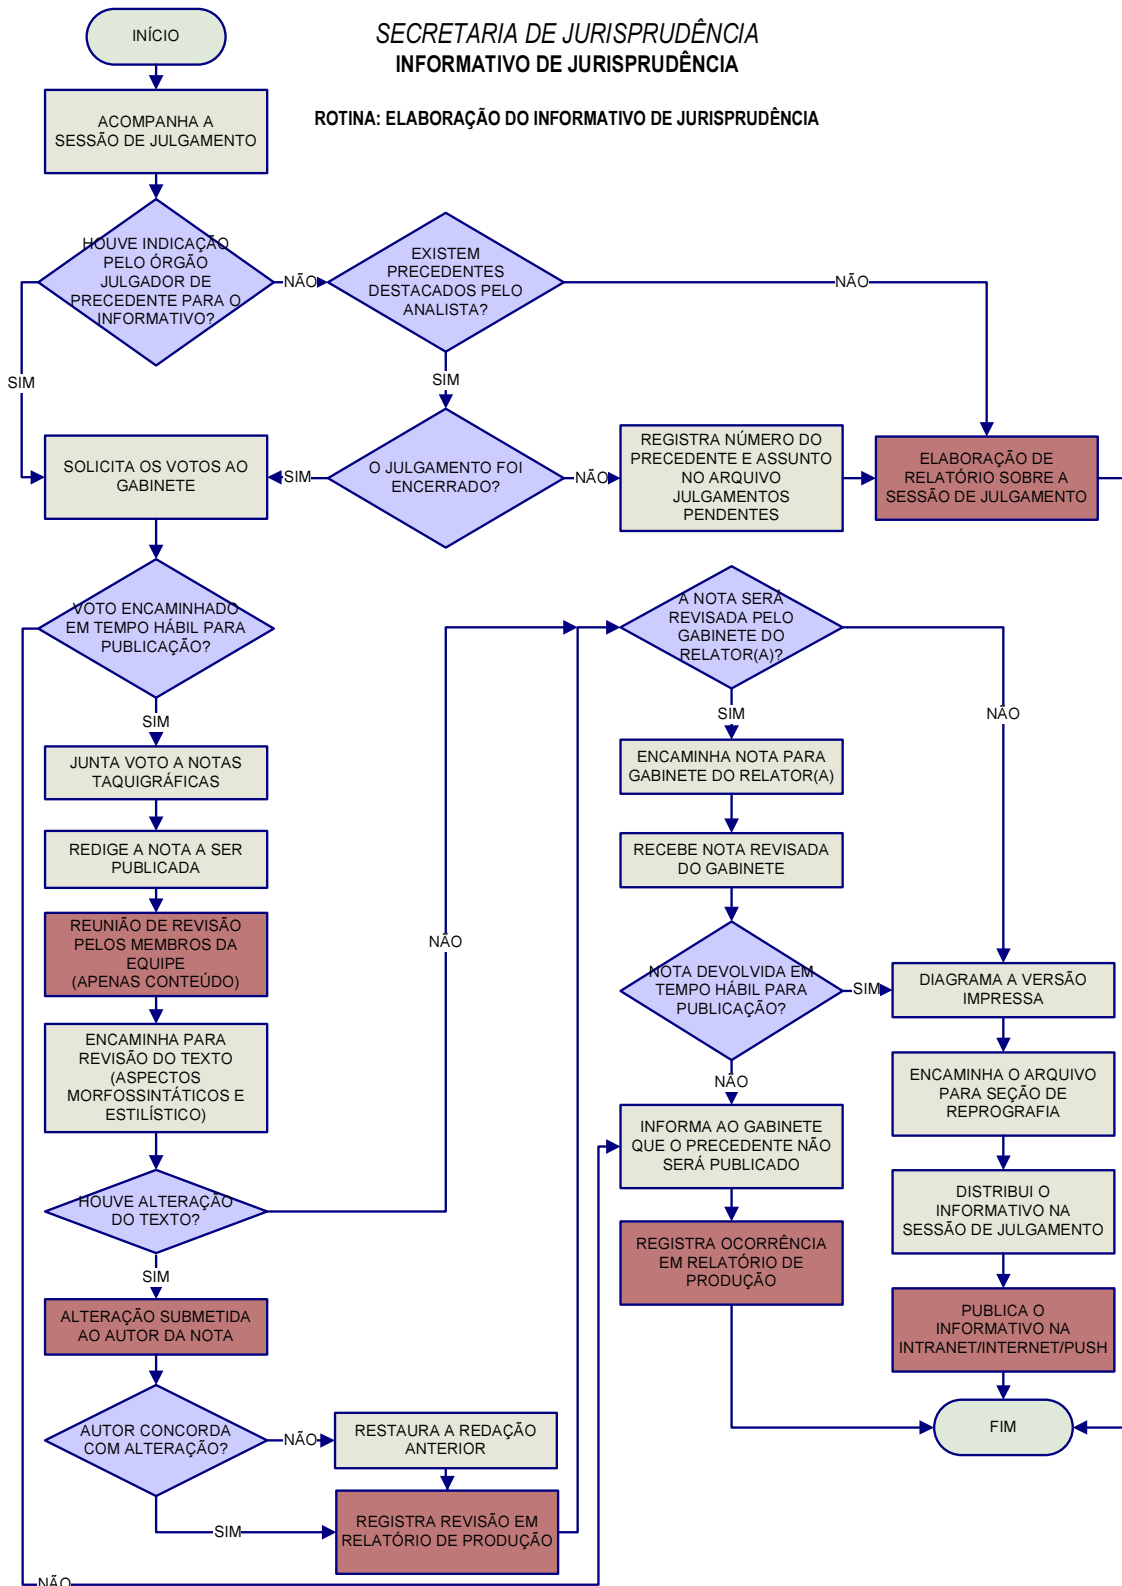 INÍCIO
SECRETARIA DE JURISPRUDÊNCIA
INFORMATIVO DE JURISPRUDÊNCIA
ROTINA: ELABORAÇÃO DO INFORMATIVO DE JURISPRUDÊNCIA
ACOMPANHA A
SESSÃO DE JULGAMENTO
HOUVE INDICAÇÃO
PELO ÓRGÃO
JULGADOR DE
PRECEDENTE PARA O
INFORMATIVO?
NÃO
EXISTEM
PRECEDENTES
DESTACADOS PELO
ANALISTA?
NÃO
SIM
SIM
SOLICITA OS VOTOS AO
GABINETE
SIM
O JULGAMENTO FOI
ENCERRADO?
NÃO
REGISTRA NÚMERO DO
PRECEDENTE E ASSUNTO
NO ARQUIVO
JULGAMENTOS
PENDENTES
ELABORAÇÃO DE
RELATÓRIO SOBRE A
SESSÃO DE JULGAMENTO
VOTO ENCAMINHADO
EM TEMPO HÁBIL PARA
PUBLICAÇÃO?
A NOTA SERÁ
REVISADA PELO
GABINETE DO
RELATOR(A)?
SIM
SIM
NÃO
JUNTA VOTO A NOTAS
TAQUIGRÁFICAS
ENCAMINHA NOTA PARA
GABINETE DO RELATOR(A)
REDIGE A NOTA A SER
PUBLICADA
RECEBE NOTA REVISADA
DO GABINETE
REUNIÃO DE REVISÃO
PELOS MEMBROS DA
EQUIPE
(APENAS CONTEÚDO)
NÃO
NOTA DEVOLVIDA EM
TEMPO HÁBIL PARA
PUBLICAÇÃO?
SIM
DIAGRAMA A VERSÃO
IMPRESSA
ENCAMINHA PARA
REVISÃO DO TEXTO
(ASPECTOS
MORFOSSINTÁTICOS E
ESTILÍSTICO)
NÃO
ENCAMINHA O ARQUIVO
PARA SEÇÃO DE
REPROGRAFIA
INFORMA AO GABINETE
QUE O PRECEDENTE NÃO
SERÁ PUBLICADO
HOUVE ALTERAÇÃO
DO TEXTO?
DISTRIBUI O
INFORMATIVO NA
SESSÃO DE JULGAMENTO
SIM
REGISTRA OCORRÊNCIA
EM RELATÓRIO DE
PRODUÇÃO
ALTERAÇÃO SUBMETIDA
AO AUTOR DA NOTA
PUBLICA O
INFORMATIVO NA
INTRANET/INTERNET/PUSH
AUTOR CONCORDA
COM ALTERAÇÃO?
NÃO
RESTAURA A REDAÇÃO
ANTERIOR
FIM
SIM
REGISTRA REVISÃO EM
RELATÓRIO DE PRODUÇÃO
NÃO